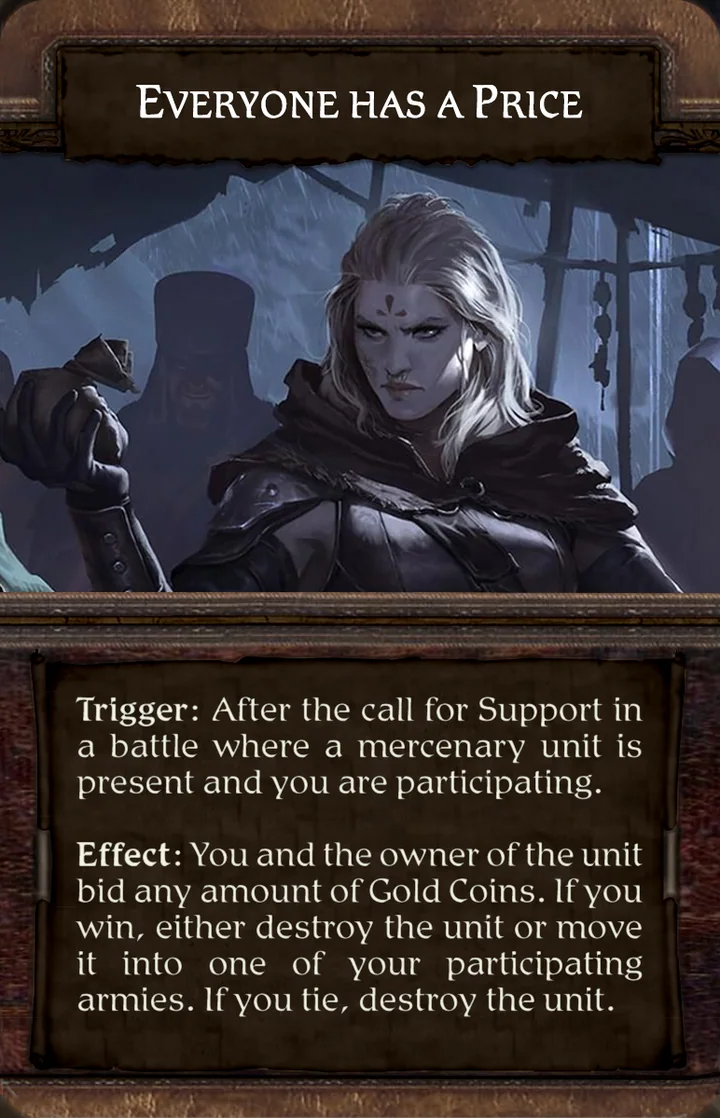 Everyone has a Price
Trigger: After the call for Support in
a battle where a mercenary unit is
present and you are participating.
Effect: You and the owner of the unit
bid any amount of Gold Coins. If you
win, either destroy the unit or move
it into one of your participating
armies. If you tie, destroy the unit.